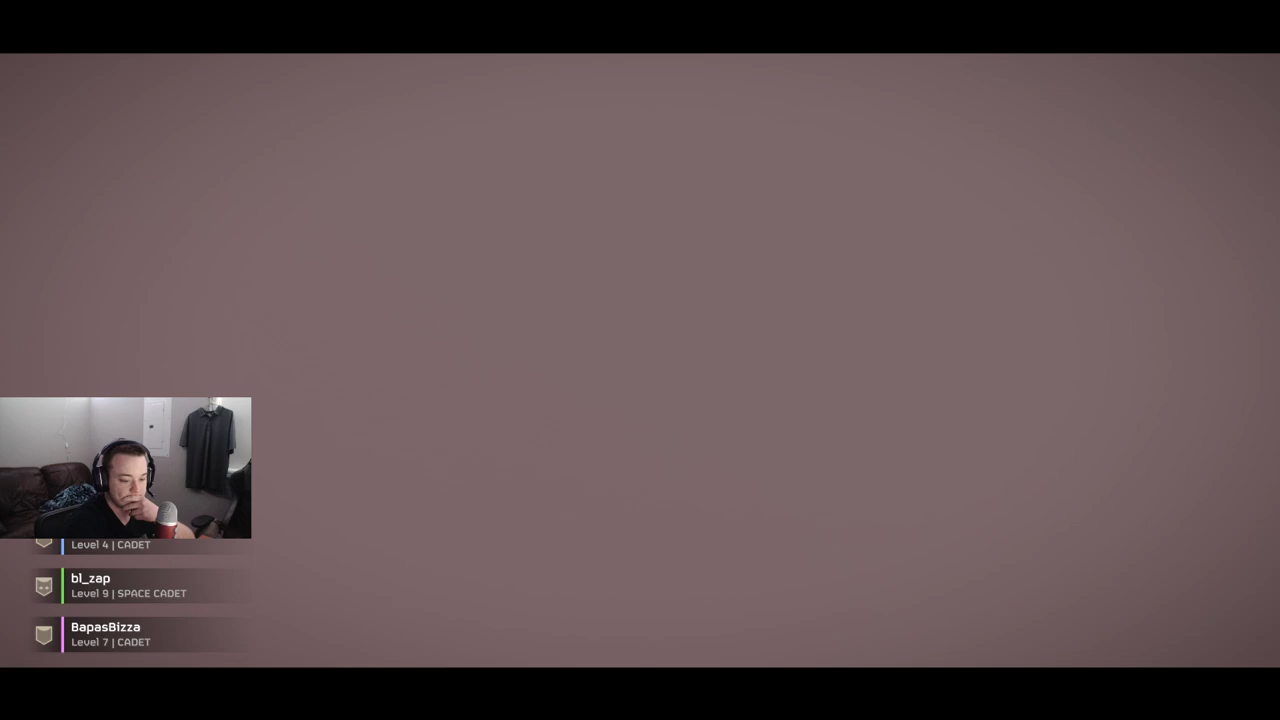 Level 4 | CADET
bl_zap
Level 9 | SPACE CADET
BapasBizza
Level 7 | CADET